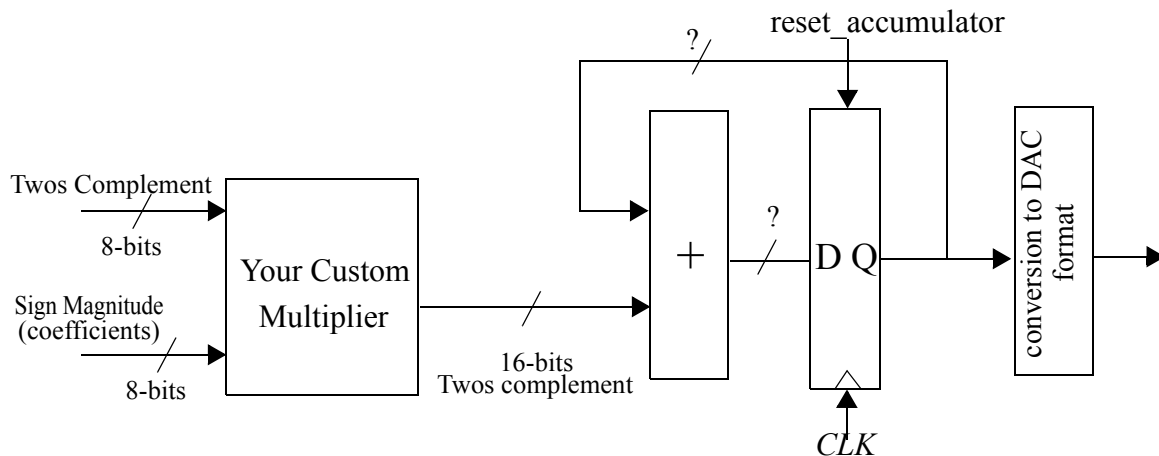 reset_accumulator
?
Twos Complement
8-bits
Sign Magnitude
(coefficients)
8-bits
Your Custom
Multiplier
16-bits
Twos complement
+
?
D Q
CLK
conversion to DAC
format